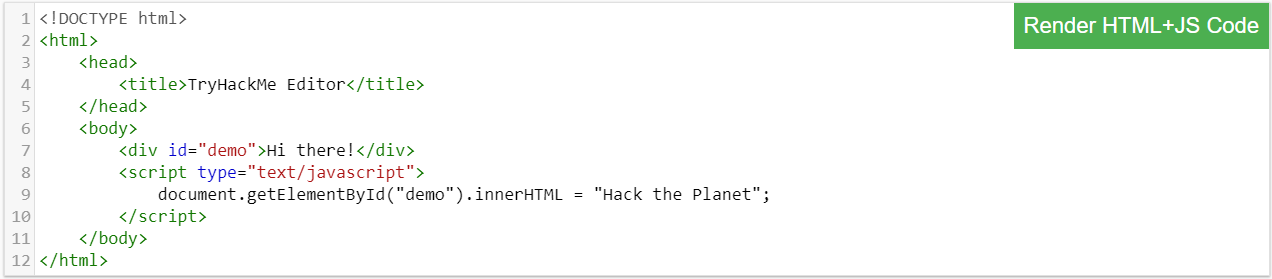 1 <!DOCTYPE html>
Render HTML+JS Code
2 <html>
3     <head>
4         <title>TryHackMe Editor</title>
5     </head>
6     <body>
7         <div id="demo">Hi there!</div>
8         <script type="text/javascript">
9             document.getElementById("demo").innerHTML = "Hack the Planet";
10         </script>
11     </body>
12 </html>